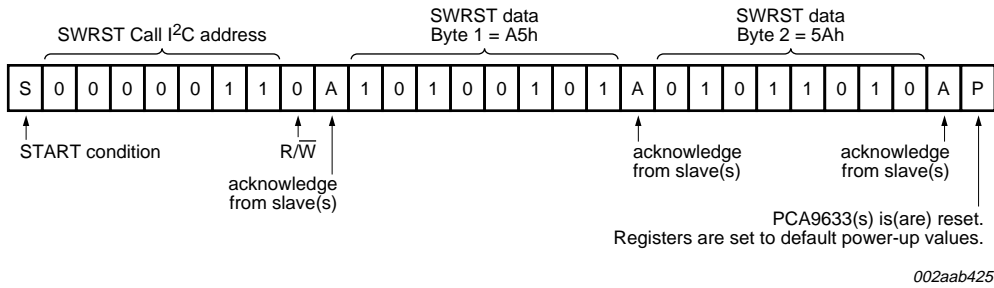 SWRST Call I2C address
SWRST data
Byte 1 = A5h
SWRST data
Byte 2 = 5Ah
S 0 0 0 0 0 1 1 0 A 1 0 1 0 0 1 0 1 A 0 1 0 1 1 0 1 0 A P
START condition
R/W̅
acknowledge
from slave(s)
acknowledge
from slave(s)
acknowledge
from slave(s)
PCA9633(s) is(are) reset.
Registers are set to default power-up values.
002aab425